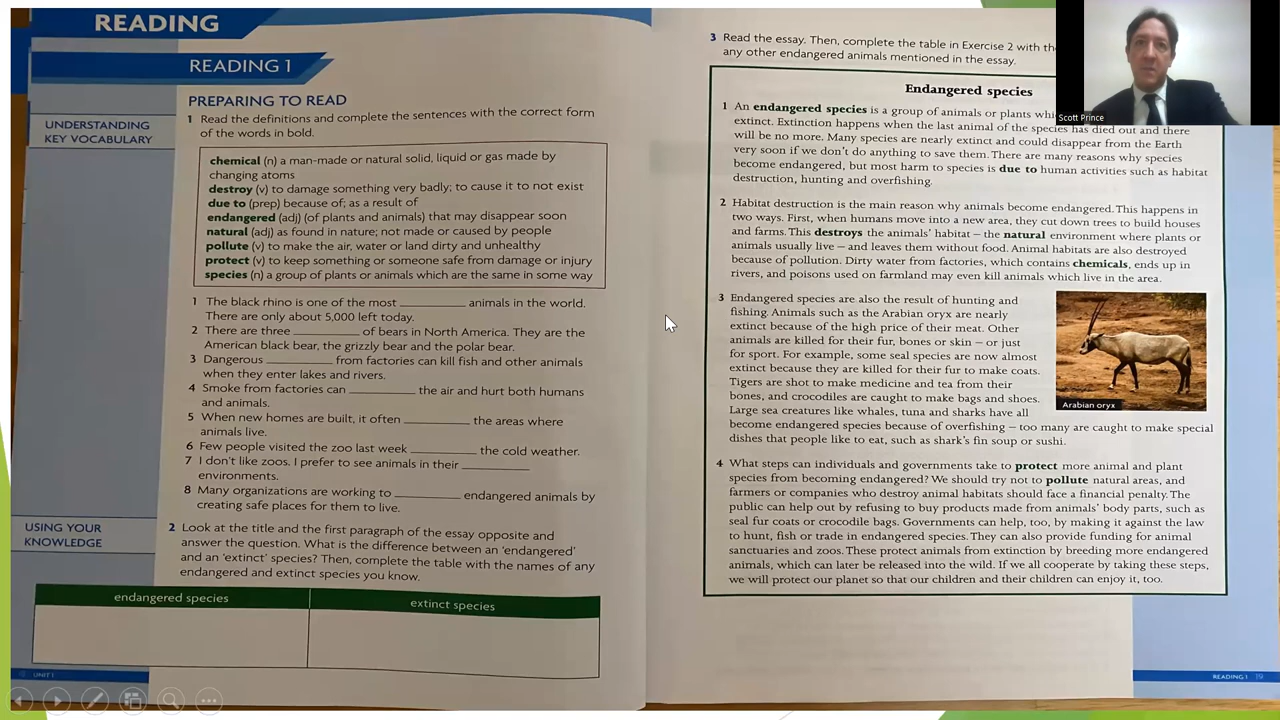 READING
READING 1
UNDERSTANDING
KEY VOCABULARY
PREPARING TO READ
1 Read the definitions and complete the sentences with the correct form
of the words in bold.
chemical (n) a man-made or natural solid, liquid or gas made by
changing atoms
destroy (v) to damage something very badly; to cause it to not exist
due to (prep) because of; as a result of
endangered (adj) (of plants and animals) that may disappear soon
natural (adj) as found in nature; not made or caused by people
pollute (v) to make the air, water or land dirty and unhealthy
protect (v) to keep something or someone safe from damage or injury
species (n) a group of plants or animals which are the same in some way
1 The black rhino is one of the most __________ animals in the world.
There are only about 5,000 left today.
2 There are three __________ of bears in North America. They are the
American black bear, the grizzly bear and the polar bear.
3 Dangerous __________ from factories can kill fish and other animals
when they enter lakes and rivers.
4 Smoke from factories can __________ the air and hurt both humans
and animals.
5 When new homes are built, it often __________ the areas where
animals live.
6 Few people visited the zoo last week __________ the cold weather.
7 I don't like zoos. I prefer to see animals in their __________
environments.
8 Many organizations are working to __________ endangered animals by
creating safe places for them to live.
USING YOUR
KNOWLEDGE
2 Look at the title and the first paragraph of the essay opposite and
answer the question. What is the difference between an 'endangered'
and an 'extinct' species? Then, complete the table with the names of any
endangered and extinct species you know.
endangered species
extinct species
UNIT 1
3 Read the essay. Then, complete the table in Exercise 2 with th
any other endangered animals mentioned in the essay.
Endangered species
1 An endangered species is a group of animals or plants whi
extinct. Extinction happens when the last animal of the species has died out and there
will be no more. Many species are nearly extinct and could disappear from the Earth
very soon if we don't do anything to save them. There are many reasons why species
become endangered, but most harm to species is due to human activities such as habitat
destruction, hunting and overfishing.
2 Habitat destruction is the main reason why animals become endangered. This happens in
two ways. First, when humans move into a new area, they cut down trees to build houses
and farms. This destroys the animals' habitat – the natural environment where plants or
animals usually live – and leaves them without food. Animal habitats are also destroyed
because of pollution. Dirty water from factories, which contains chemicals, ends up in
rivers, and poisons used on farmland may even kill animals which live in the area.
3 Endangered species are also the result of hunting and
fishing. Animals such as the Arabian oryx are nearly
extinct because of the high price of their meat. Other
animals are killed for their fur, bones or skin – or just
for sport. For example, some seal species are now almost
extinct because they are killed for their fur to make coats.
Tigers are shot to make medicine and tea from their
bones, and crocodiles are caught to make bags and shoes.
Large sea creatures like whales, tuna and sharks have all
become endangered species because of overfishing – too many are caught to make special
dishes that people like to eat, such as shark's fin soup or sushi.
Arabian oryx
4 What steps can individuals and governments take to protect more animal and plant
species from becoming endangered? We should try not to pollute natural areas, and
farmers or companies who destroy animal habitats should face a financial penalty. The
public can help out by refusing to buy products made from animals' body parts, such as
seal fur coats or crocodile bags. Governments can help, too, by making it against the law
to hunt, fish or trade in endangered species. They can also provide funding for animal
sanctuaries and zoos. These protect animals from extinction by breeding more endangered
animals, which can later be released into the wild. If we all cooperate by taking these steps,
we will protect our planet so that our children and their children can enjoy it, too.
READING 1 19
Scott Prince